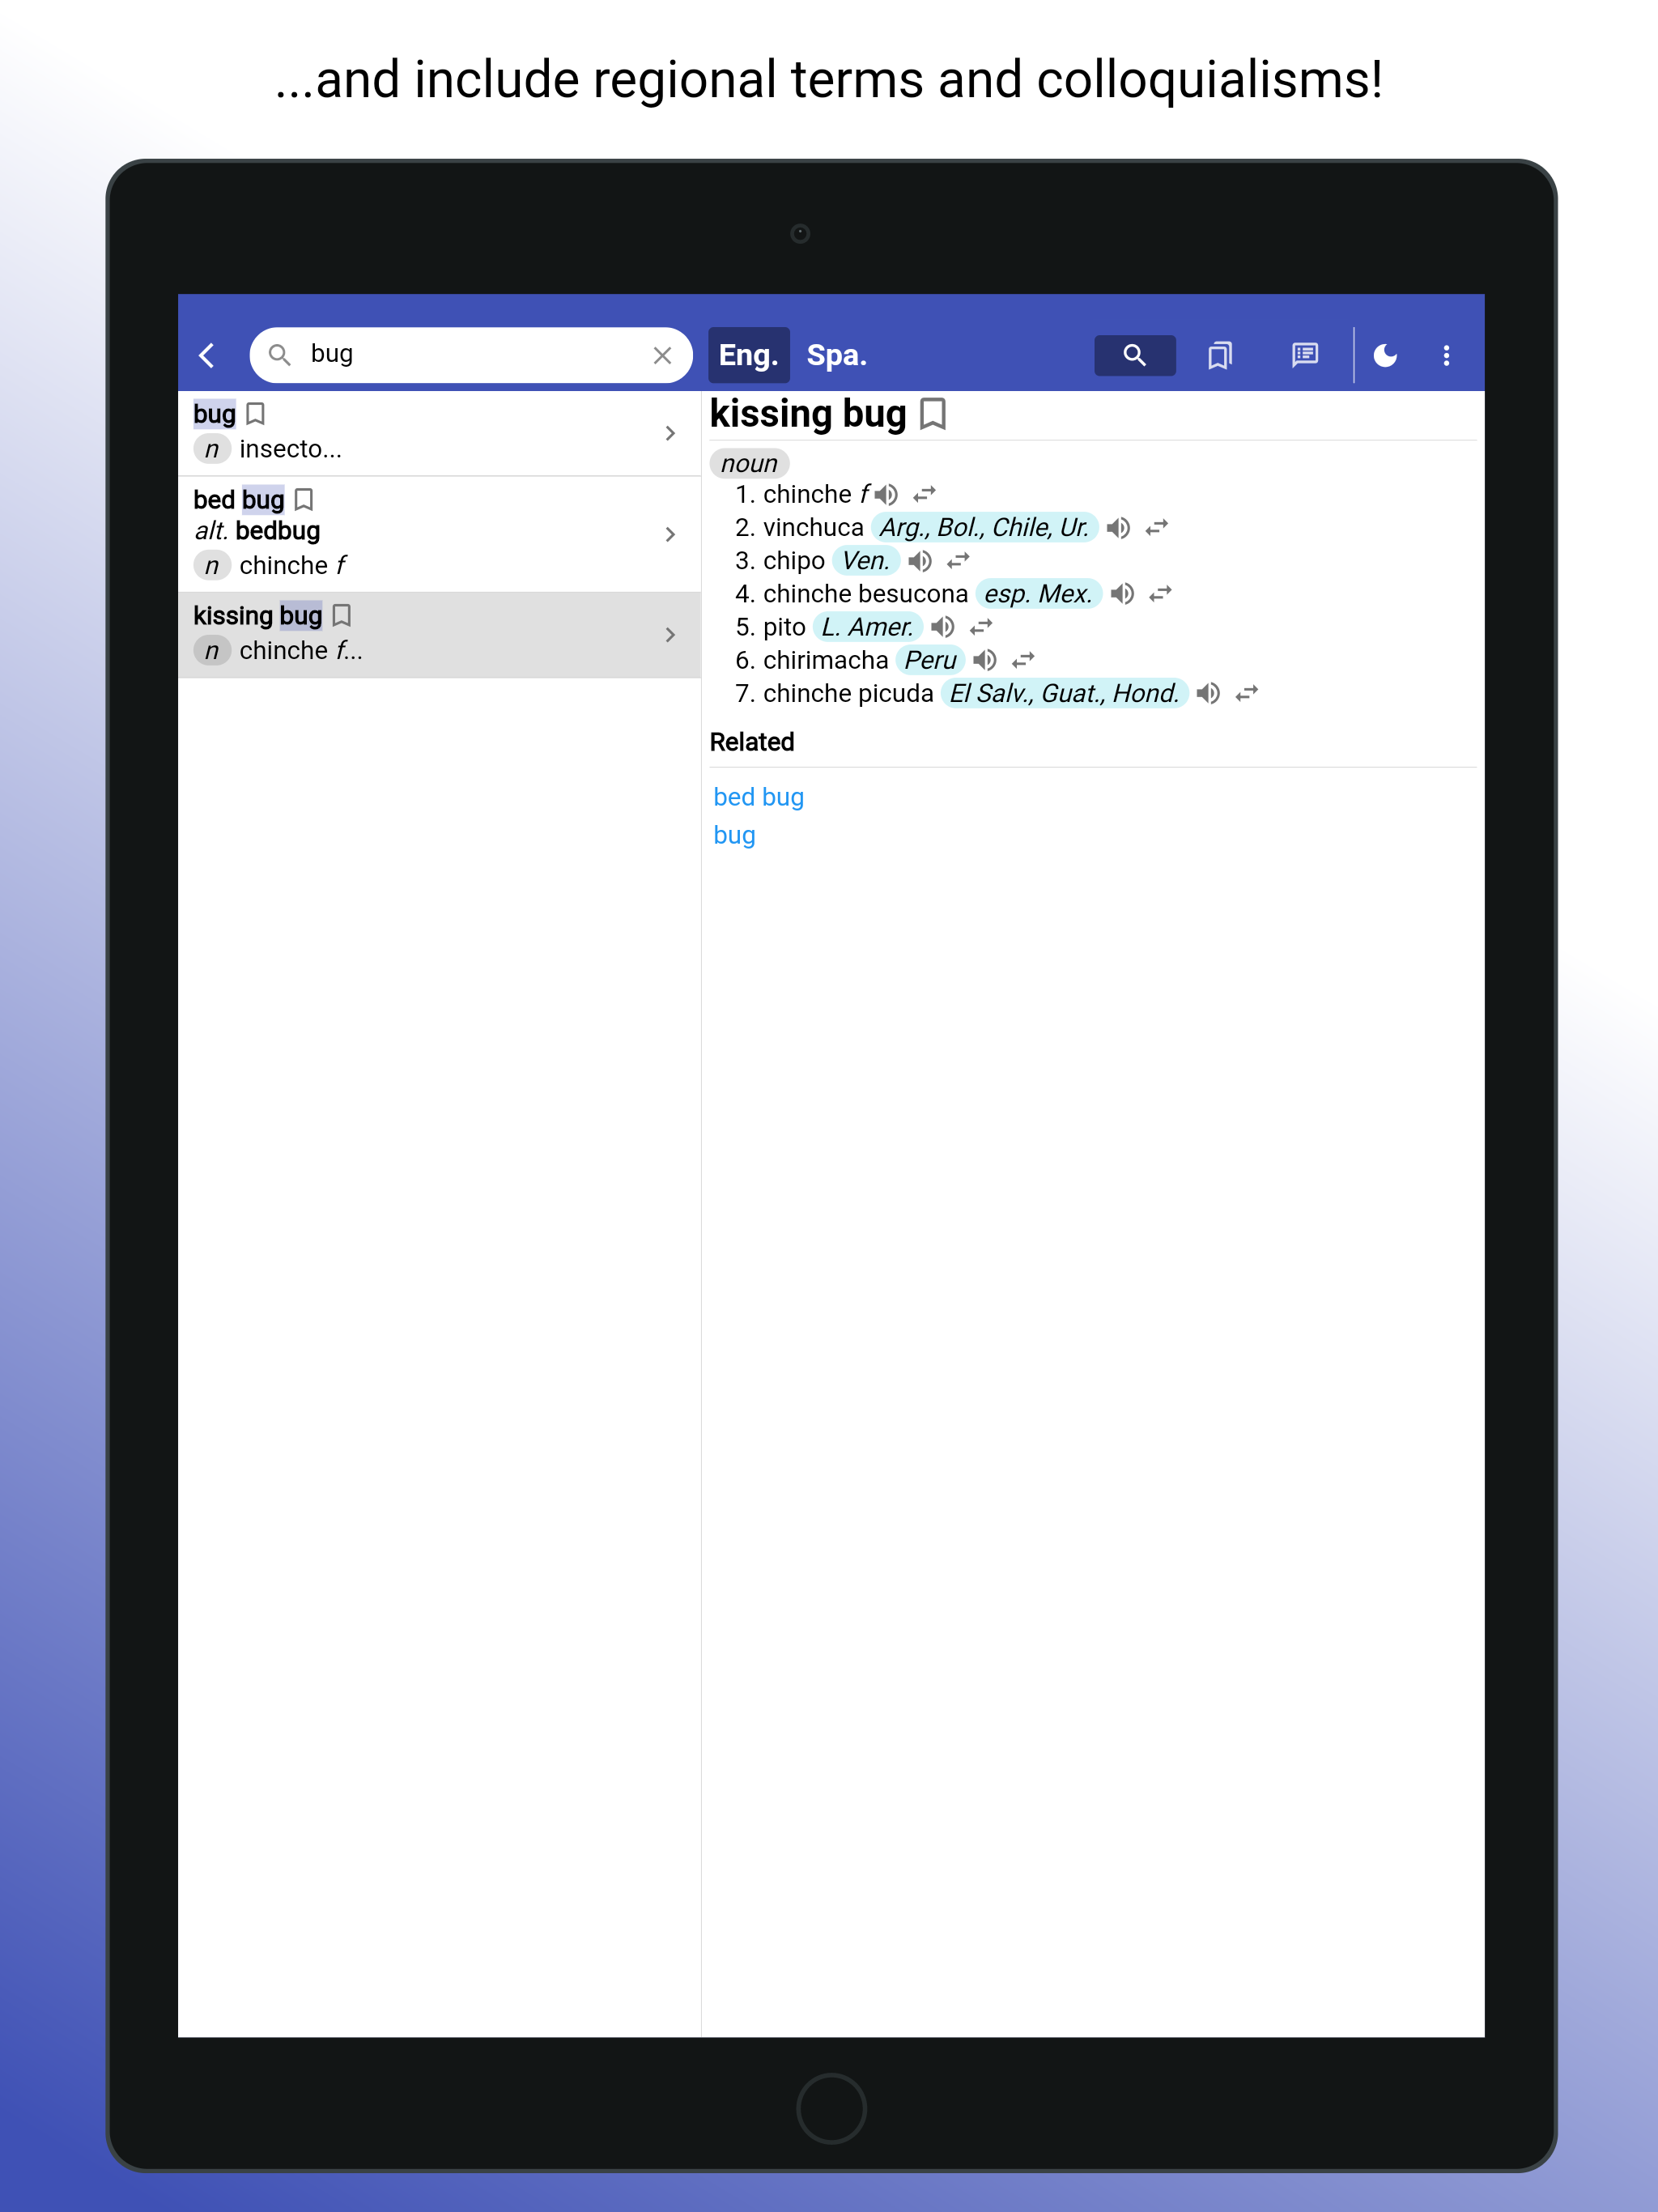 ...and include regional terms and colloquialisms!
bug
Eng. Spa.
bug
n insecto...
bed bug
alt. bedbug
n chinche f
kissing bug
n chinche f...
kissing bug
noun
1. chinche f
2. vinchuca Arg., Bol., Chile, Ur.
3. chipo Ven.
4. chinche besucona esp. Mex.
5. pito L. Amer.
6. chirimacha Peru
7. chinche picuda El Salv., Guat., Hond.
Related
bed bug
bug